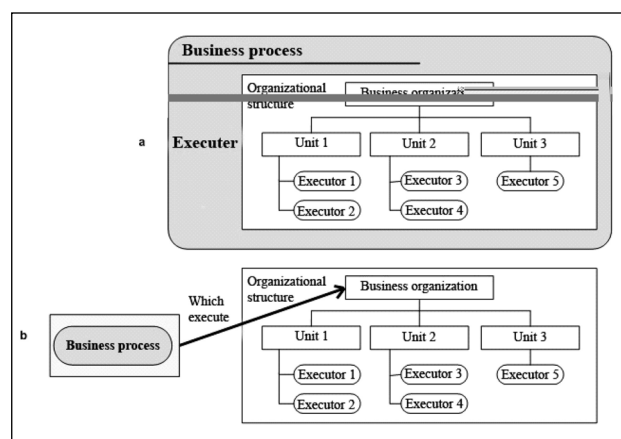 Business process
Organizational
structure
Business
a
Executer
Unit 1
Unit 2
Unit 3
Executor 1
Executor 3
Executor 5
Executor 2
Executor 4
b
Business process
Which
execute
Organizational
structure
Business organization
Unit 1
Unit 2
Unit 3
Executor 1
Executor 3
Executor 5
Executor 2
Executor 4